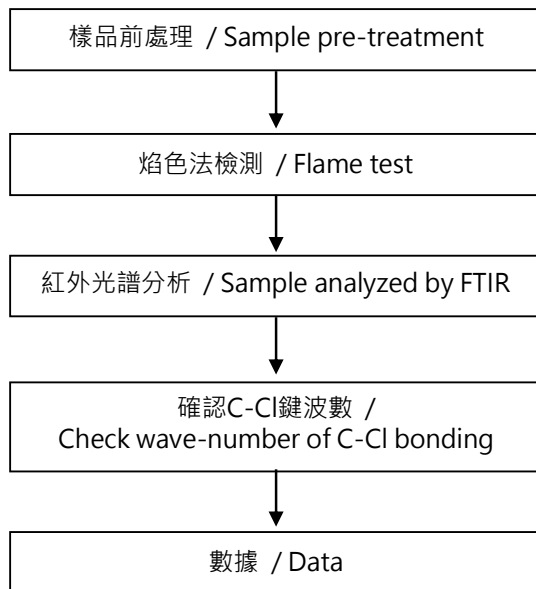 樣品前處理 / Sample pre-treatment
焰色法檢測 / Flame test
紅外光譜分析 / Sample analyzed by FTIR
確認C-Cl鍵波數 /
Check wave-number of C-Cl bonding
數據 / Data